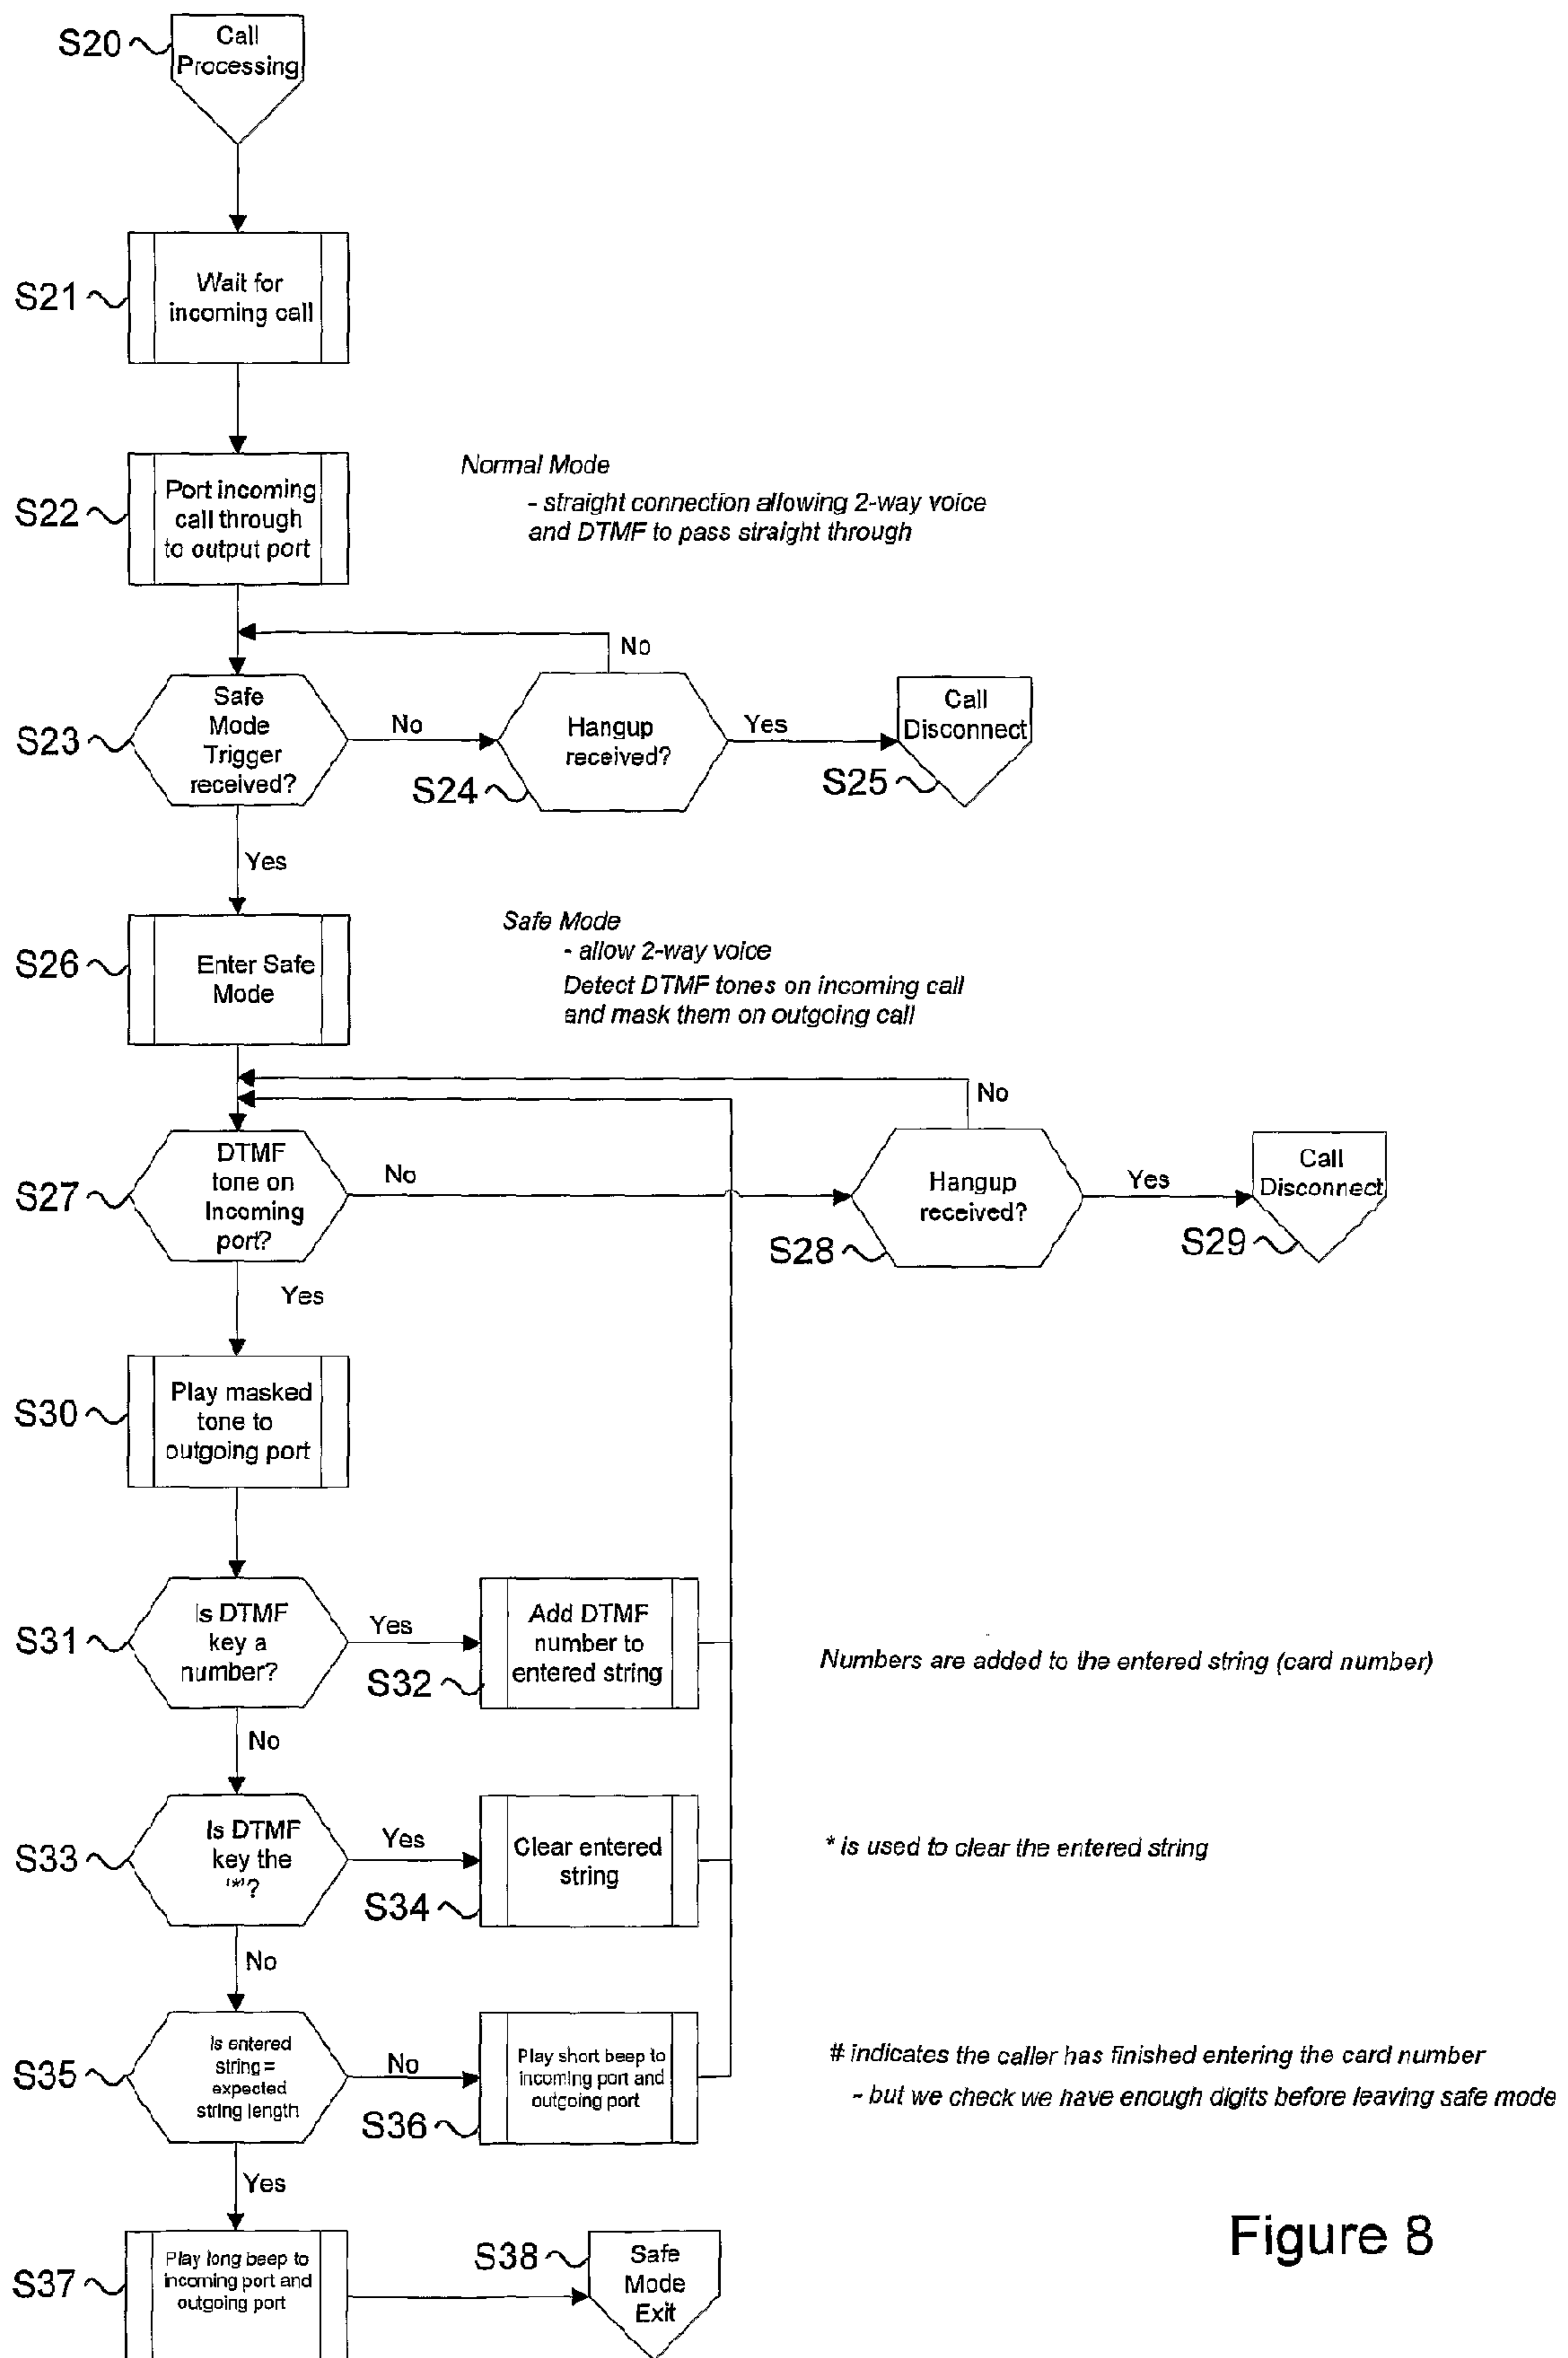 S20
Call
Processing
S21
Wait for
incoming call
S22
Port incoming
call through
to output port
Normal Mode
- straight connection allowing 2-way voice
and DTMF to pass straight through
No
S23
Safe
Mode
Trigger
received?
No
Hangup
received?
S24
Yes
Call
Disconnect
S25
Yes
S26
Enter Safe
Mode
Safe Mode
- allow 2-way voice
Detect DTMF tones on incoming call
and mask them on outgoing call
No
S27
DTMF
tone on
Incoming
port?
No
Hangup
received?
S28
Yes
Call
Disconnect
S29
Yes
S30
Play masked
tone to
outgoing port
S31
Is DTMF
key a
number?
Yes
S32
Add DTMF
number to
entered string
Numbers are added to the entered string (card number)
No
S33
Is DTMF
key the
'*'?
Yes
S34
Clear entered
string
* is used to clear the entered string
No
S35
Is entered
string =
expected
string length
No
S36
Play short beep to
incoming port and
outgoing port
# indicates the caller has finished entering the card number
- but we check we have enough digits before leaving safe mode
Yes
S37
Play long beep to
incoming port and
outgoing port
S38
Safe
Mode
Exit
Figure 8